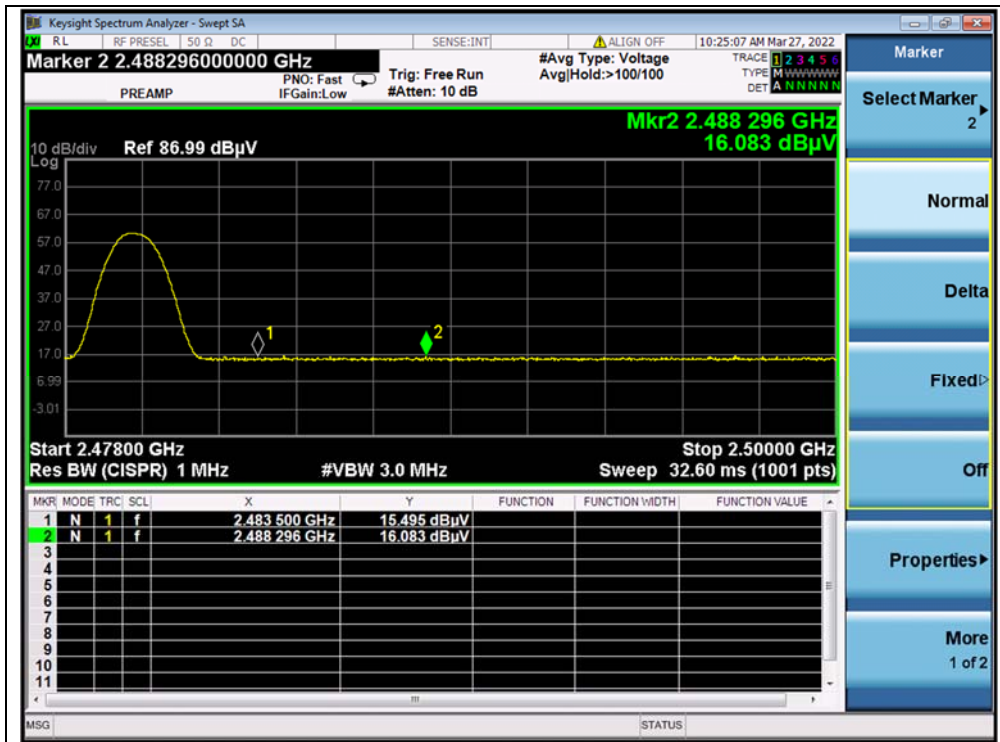 Keysight Spectrum Analyzer - Swept SA
LXI RL RF PRESEL 50 Ω DC SENSE:INT ALIGN OFF 10:25:07 AM Mar 27, 2022
Marker 2 2.488296000000 GHz
PREAMP
PNO: Fast
IFGain:Low
Trig: Free Run
#Atten: 10 dB
#Avg Type: Voltage
Avg|Hold:>100/100
TRACE 1 2 3 4 5 6
TYPE M WWWWW
DET A N N N N N
Mkr2 2.488 296 GHz
16.083 dBµV
10 dB/div Ref 86.99 dBµV
Log
77.0
67.0
57.0
47.0
37.0
27.0
17.0
6.99
-3.01
1
2
Start 2.47800 GHz Stop 2.50000 GHz
Res BW (CISPR) 1 MHz #VBW 3.0 MHz Sweep 32.60 ms (1001 pts)
MKR MODE TRC SCL X Y FUNCTION FUNCTION WIDTH FUNCTION VALUE
1 N 1 f 2.483 500 GHz 15.495 dBµV
2 N 1 f 2.488 296 GHz 16.083 dBµV
3
4
5
6
7
8
9
10
11
MSG STATUS
Marker
Select Marker
2
Normal
Delta
Fixed
Off
Properties
More
1 of 2